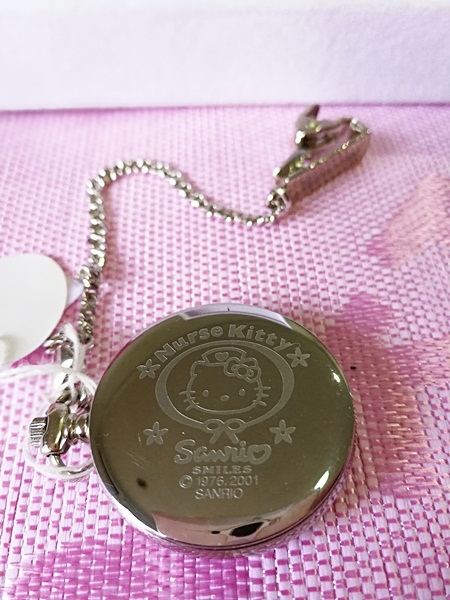 Nurse Kitty
Sanrio
SMILES
© 1976, 2001
SANRIO